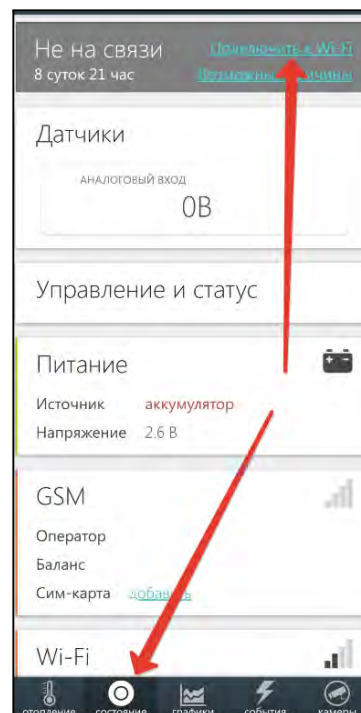 Не на связи
Подключить к Wi-Fi
8 суток 21 час
Возможные причины
Датчики
АНАЛОГОВЫЙ ВХОД
0В
Управление и статус
Питание
Источник аккумулятор
Напряжение 2.6 В
GSM
Оператор
Баланс
Сим-карта добавить
Wi-Fi
отопление состояние графики события камеры